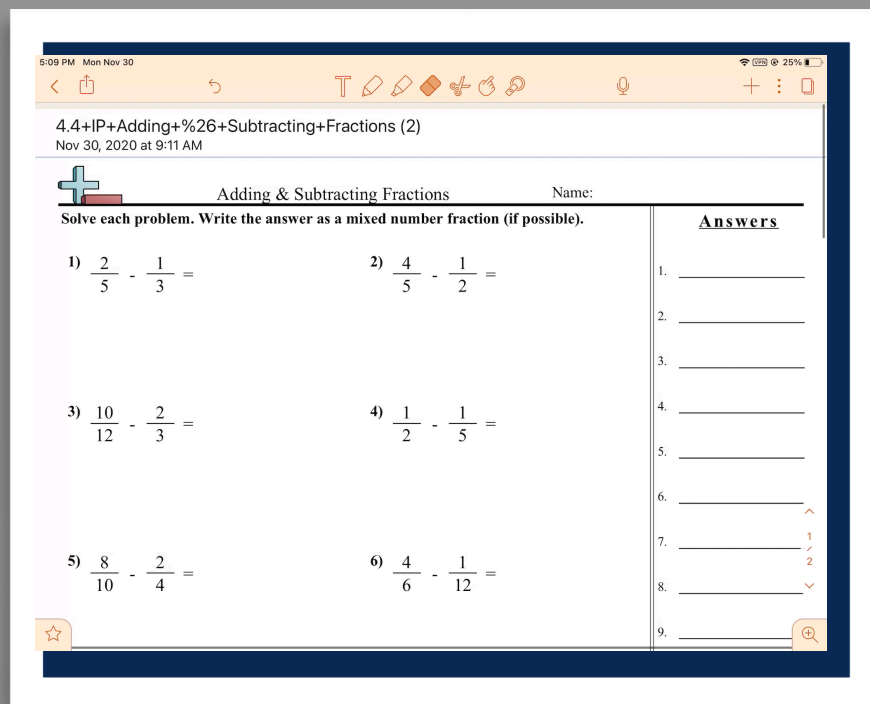 5:09 PM Mon Nov 30
VPN 25%
4.4+IP+Adding+%26+Subtracting+Fractions (2)
Nov 30, 2020 at 9:11 AM
Adding & Subtracting Fractions Name:
Solve each problem. Write the answer as a mixed number fraction (if possible).
Answers
1) 2/5 - 1/3 =
2) 4/5 - 1/2 =
3) 10/12 - 2/3 =
4) 1/2 - 1/5 =
5) 8/10 - 2/4 =
6) 4/6 - 1/12 =
1.
2.
3.
4.
5.
6.
7.
8.
9.
1/2